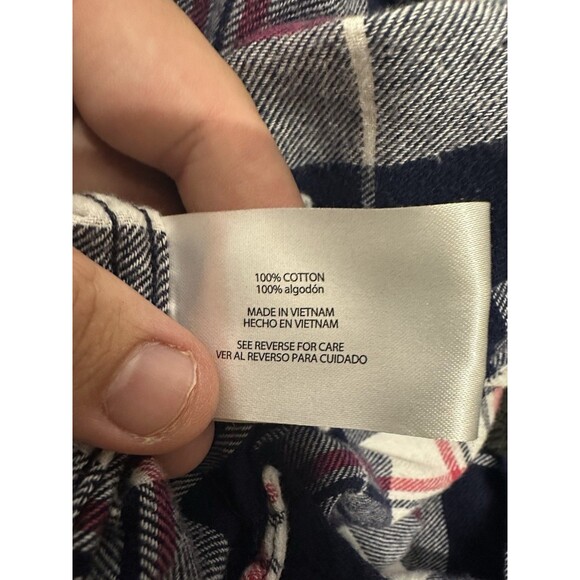 100% COTTON
100% algodón
MADE IN VIETNAM
HECHO EN VIETNAM
SEE REVERSE FOR CARE
VER AL REVERSO PARA CUIDADO